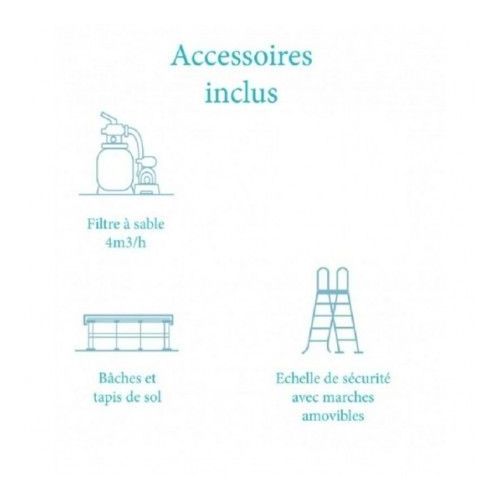 Accessoires
inclus
Filtre à sable
4m3/h
Bâches et
tapis de sol
Echelle de sécurité
avec marches
amovibles